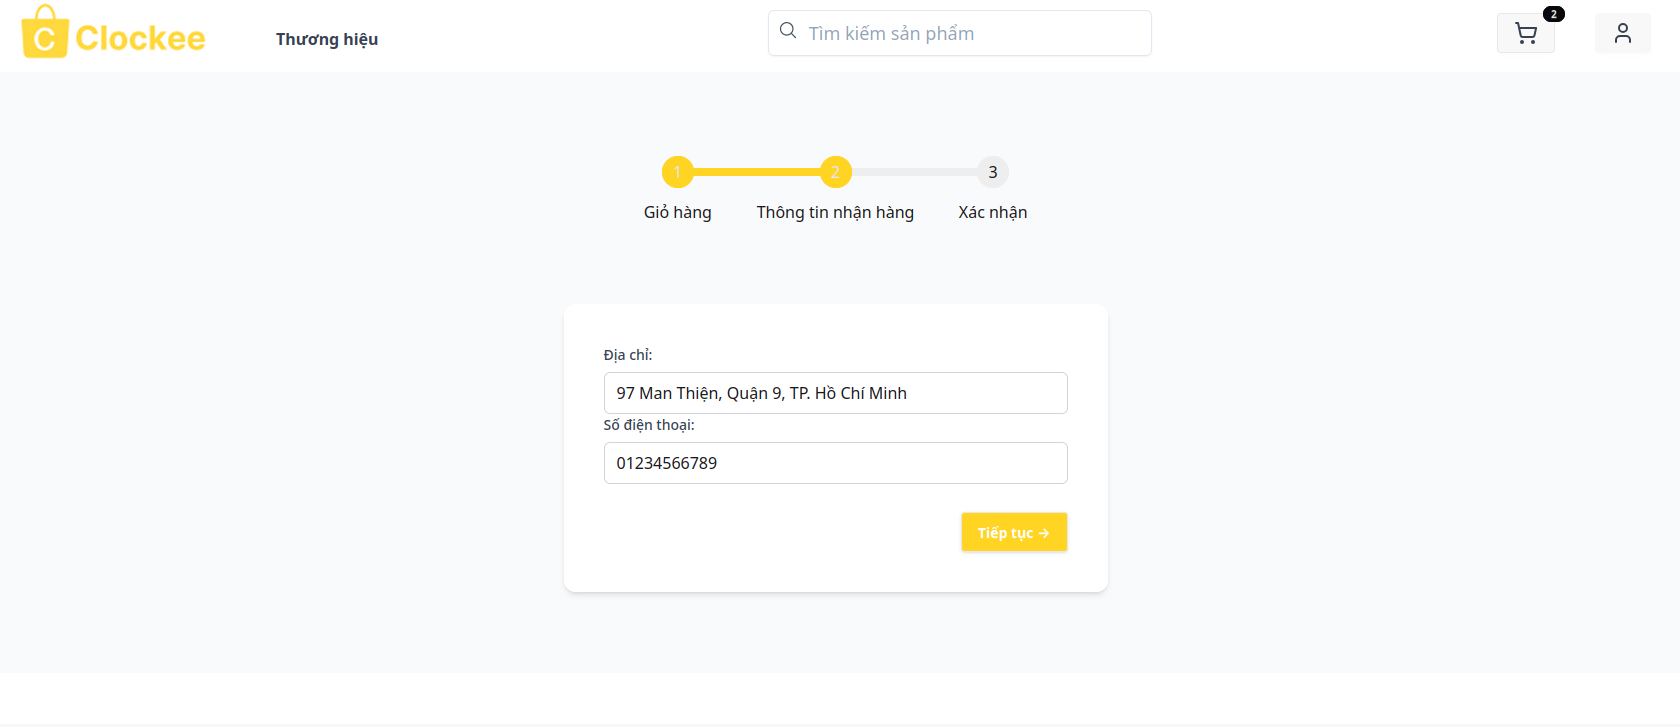 C Clockee
Thương hiệu
Tìm kiếm sản phẩm
2
1
2
3
Giỏ hàng
Thông tin nhận hàng
Xác nhận
Địa chỉ:
97 Man Thiện, Quận 9, TP. Hồ Chí Minh
Số điện thoại:
01234566789
Tiếp tục →